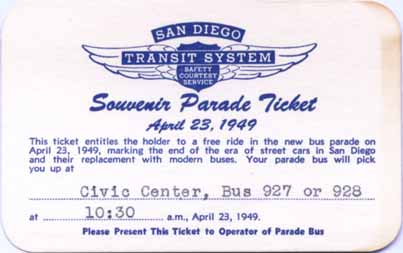 SAN DIEGO
TRANSIT SYSTEM
SAFETY
COURTESY
SERVICE
Souvenir Parade Ticket
April 23, 1949
This ticket entitles the holder to a free ride in the new bus parade on
April 23, 1949, marking the end of the era of street cars in San Diego
and their replacement with modern buses. Your parade bus will pick
you up at
Civic Center, Bus 927 or 928
at 10:30 a.m., April 23, 1949.
Please Present This Ticket to Operator of Parade Bus